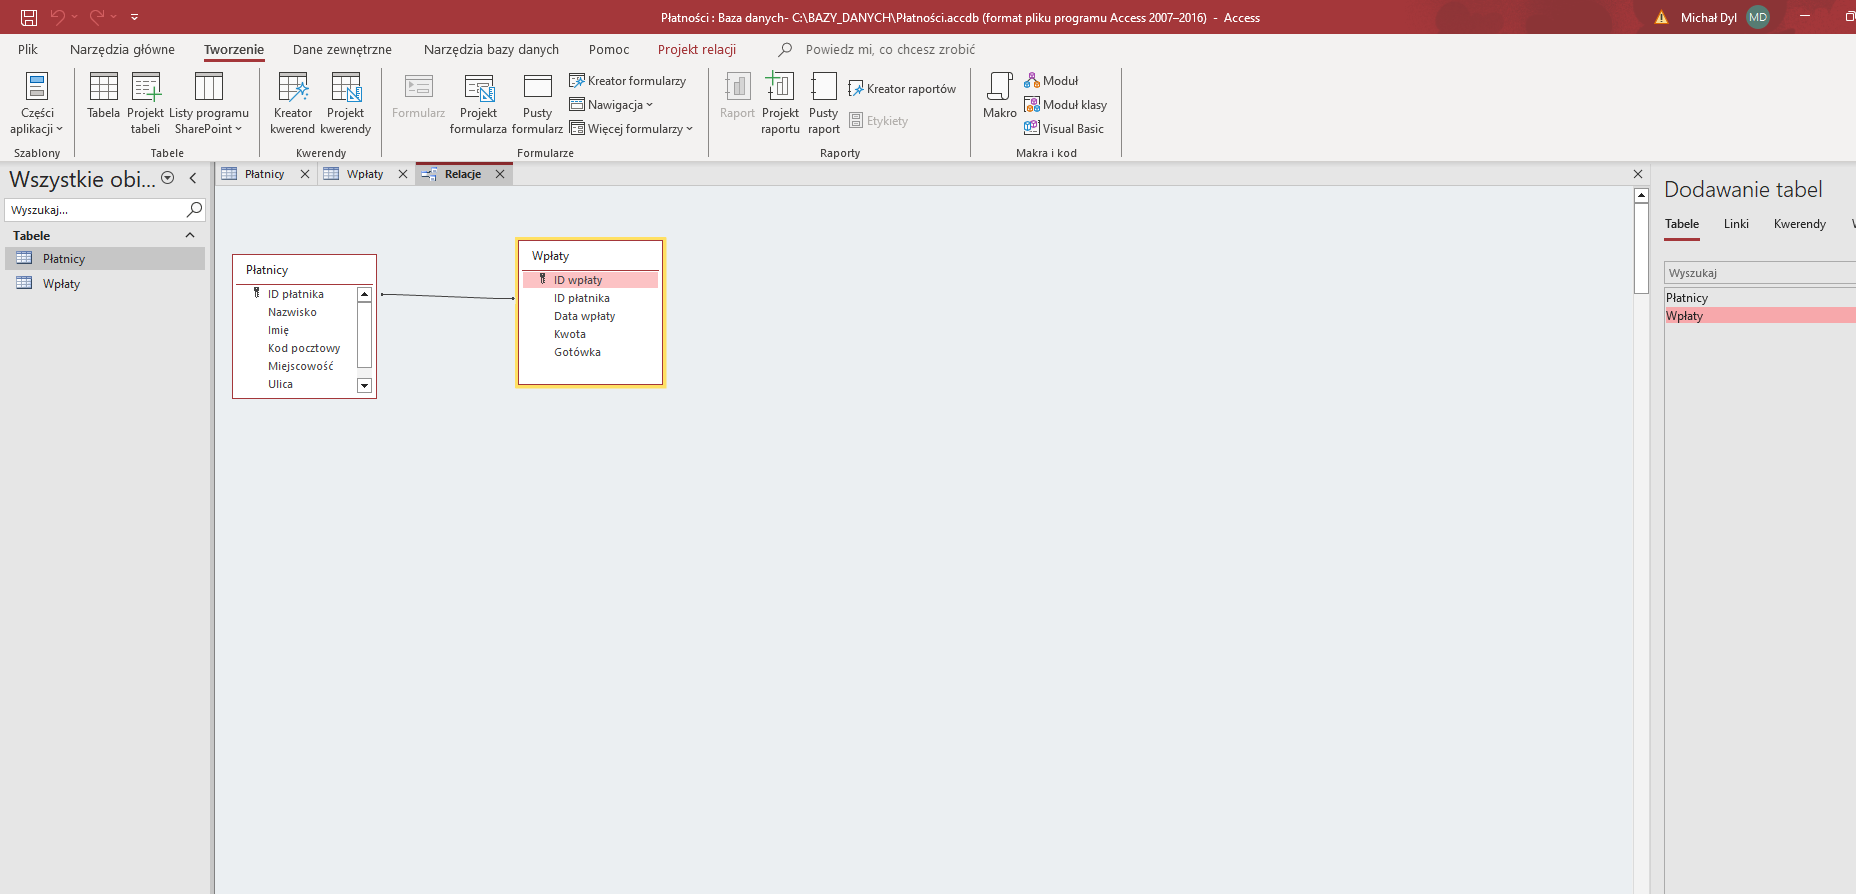 Płatności : Baza danych- C:\BAZY_DANYCH\Płatności.accdb (format pliku programu Access 2007–2016)  -  Access
Michał Dyl
MD
Plik
Narzędzia główne
Tworzenie
Dane zewnętrzne
Narzędzia bazy danych
Pomoc
Projekt relacji
Powiedz mi, co chcesz zrobić
Części
aplikacji
Szablony
Tabela
Projekt
tabeli
Listy programu
SharePoint
Tabele
Kreator
kwerend
Projekt
kwerendy
Kwerendy
Formularz
Projekt
formularza
Pusty
formularz
Kreator formularzy
Nawigacja
Więcej formularzy
Formularze
Raport
Projekt
raportu
Pusty
raport
Kreator raportów
Etykiety
Raporty
Makro
Moduł
Moduł klasy
Visual Basic
Makra i kod
Wszystkie obi...
Wyszukaj...
Tabele
Płatnicy
Wpłaty
Płatnicy
Wpłaty
Relacje
Płatnicy
ID płatnika
Nazwisko
Imię
Kod pocztowy
Miejscowość
Ulica
Wpłaty
ID wpłaty
ID płatnika
Data wpłaty
Kwota
Gotówka
Dodawanie tabel
Tabele
Linki
Kwerendy
Wyszukaj
Płatnicy
Wpłaty